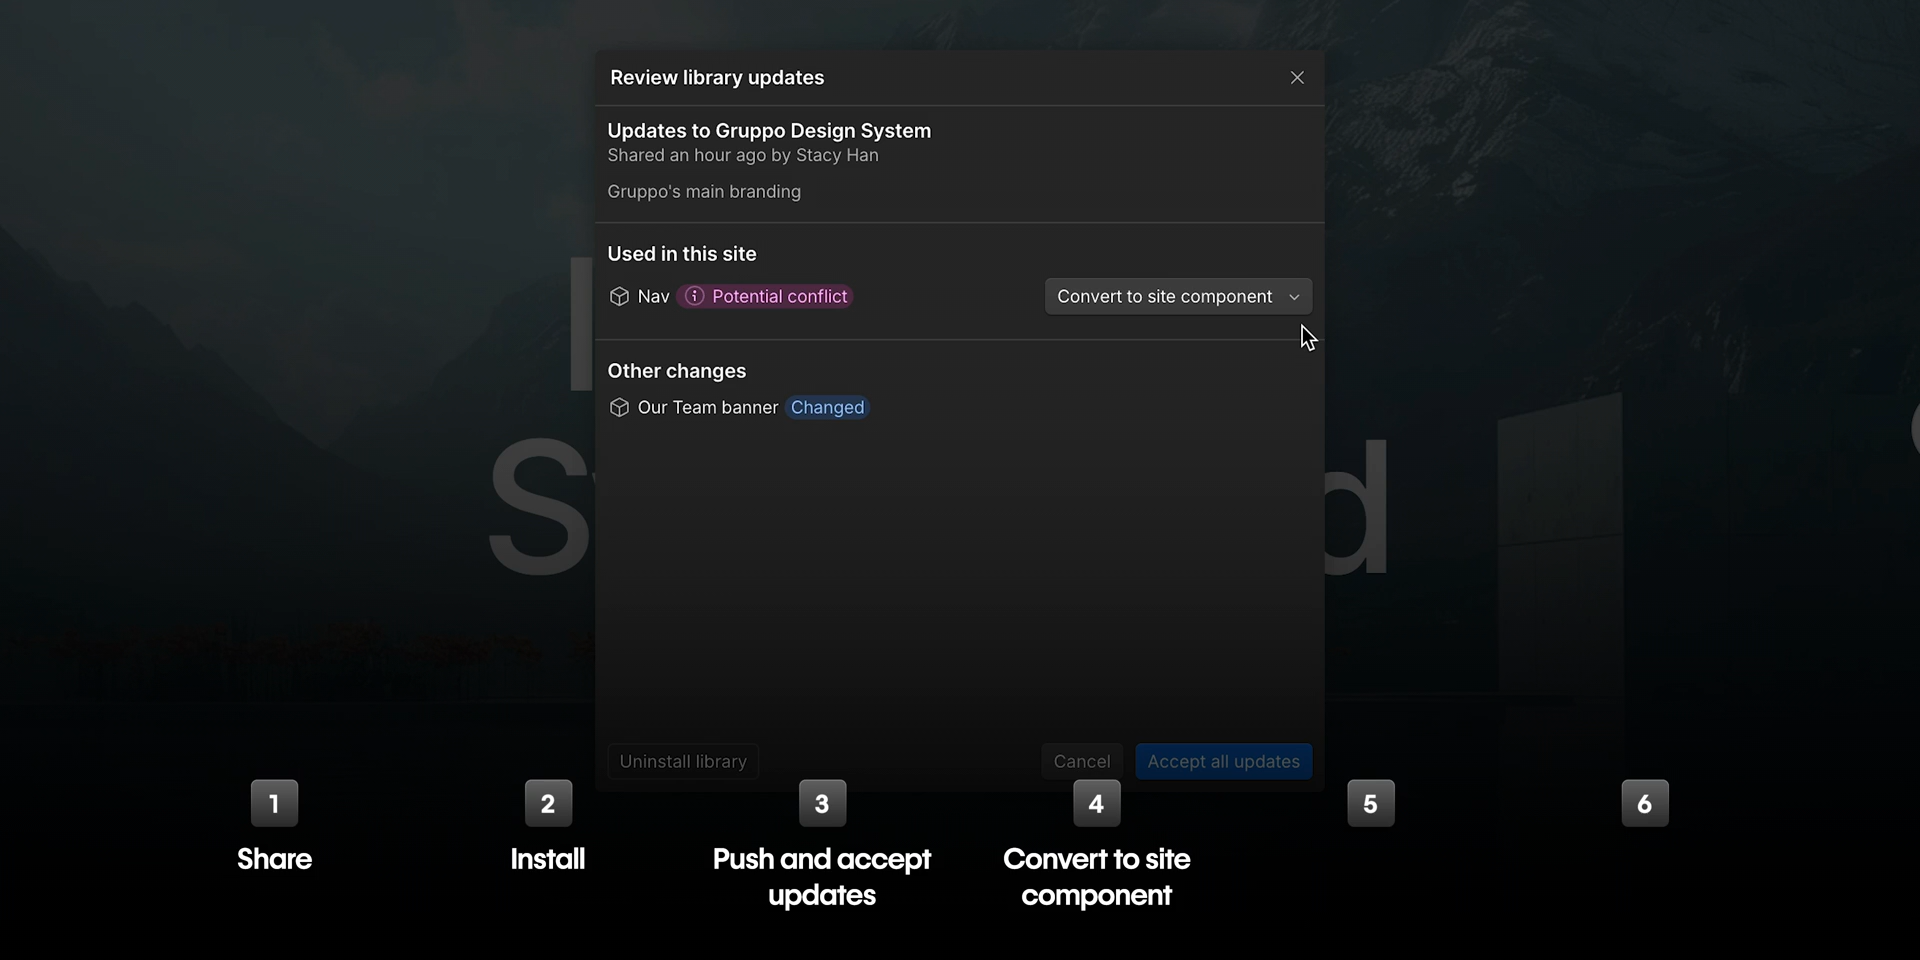 Review library updates
Updates to Gruppo Design System
Shared an hour ago by Stacy Han
Gruppo's main branding
Used in this site
Nav Potential conflict Convert to site component
Other changes
Our Team banner Changed
S d
Uninstall library Cancel Accept all updates
1 2 3 4 5 6
Share Install Push and accept updates Convert to site component